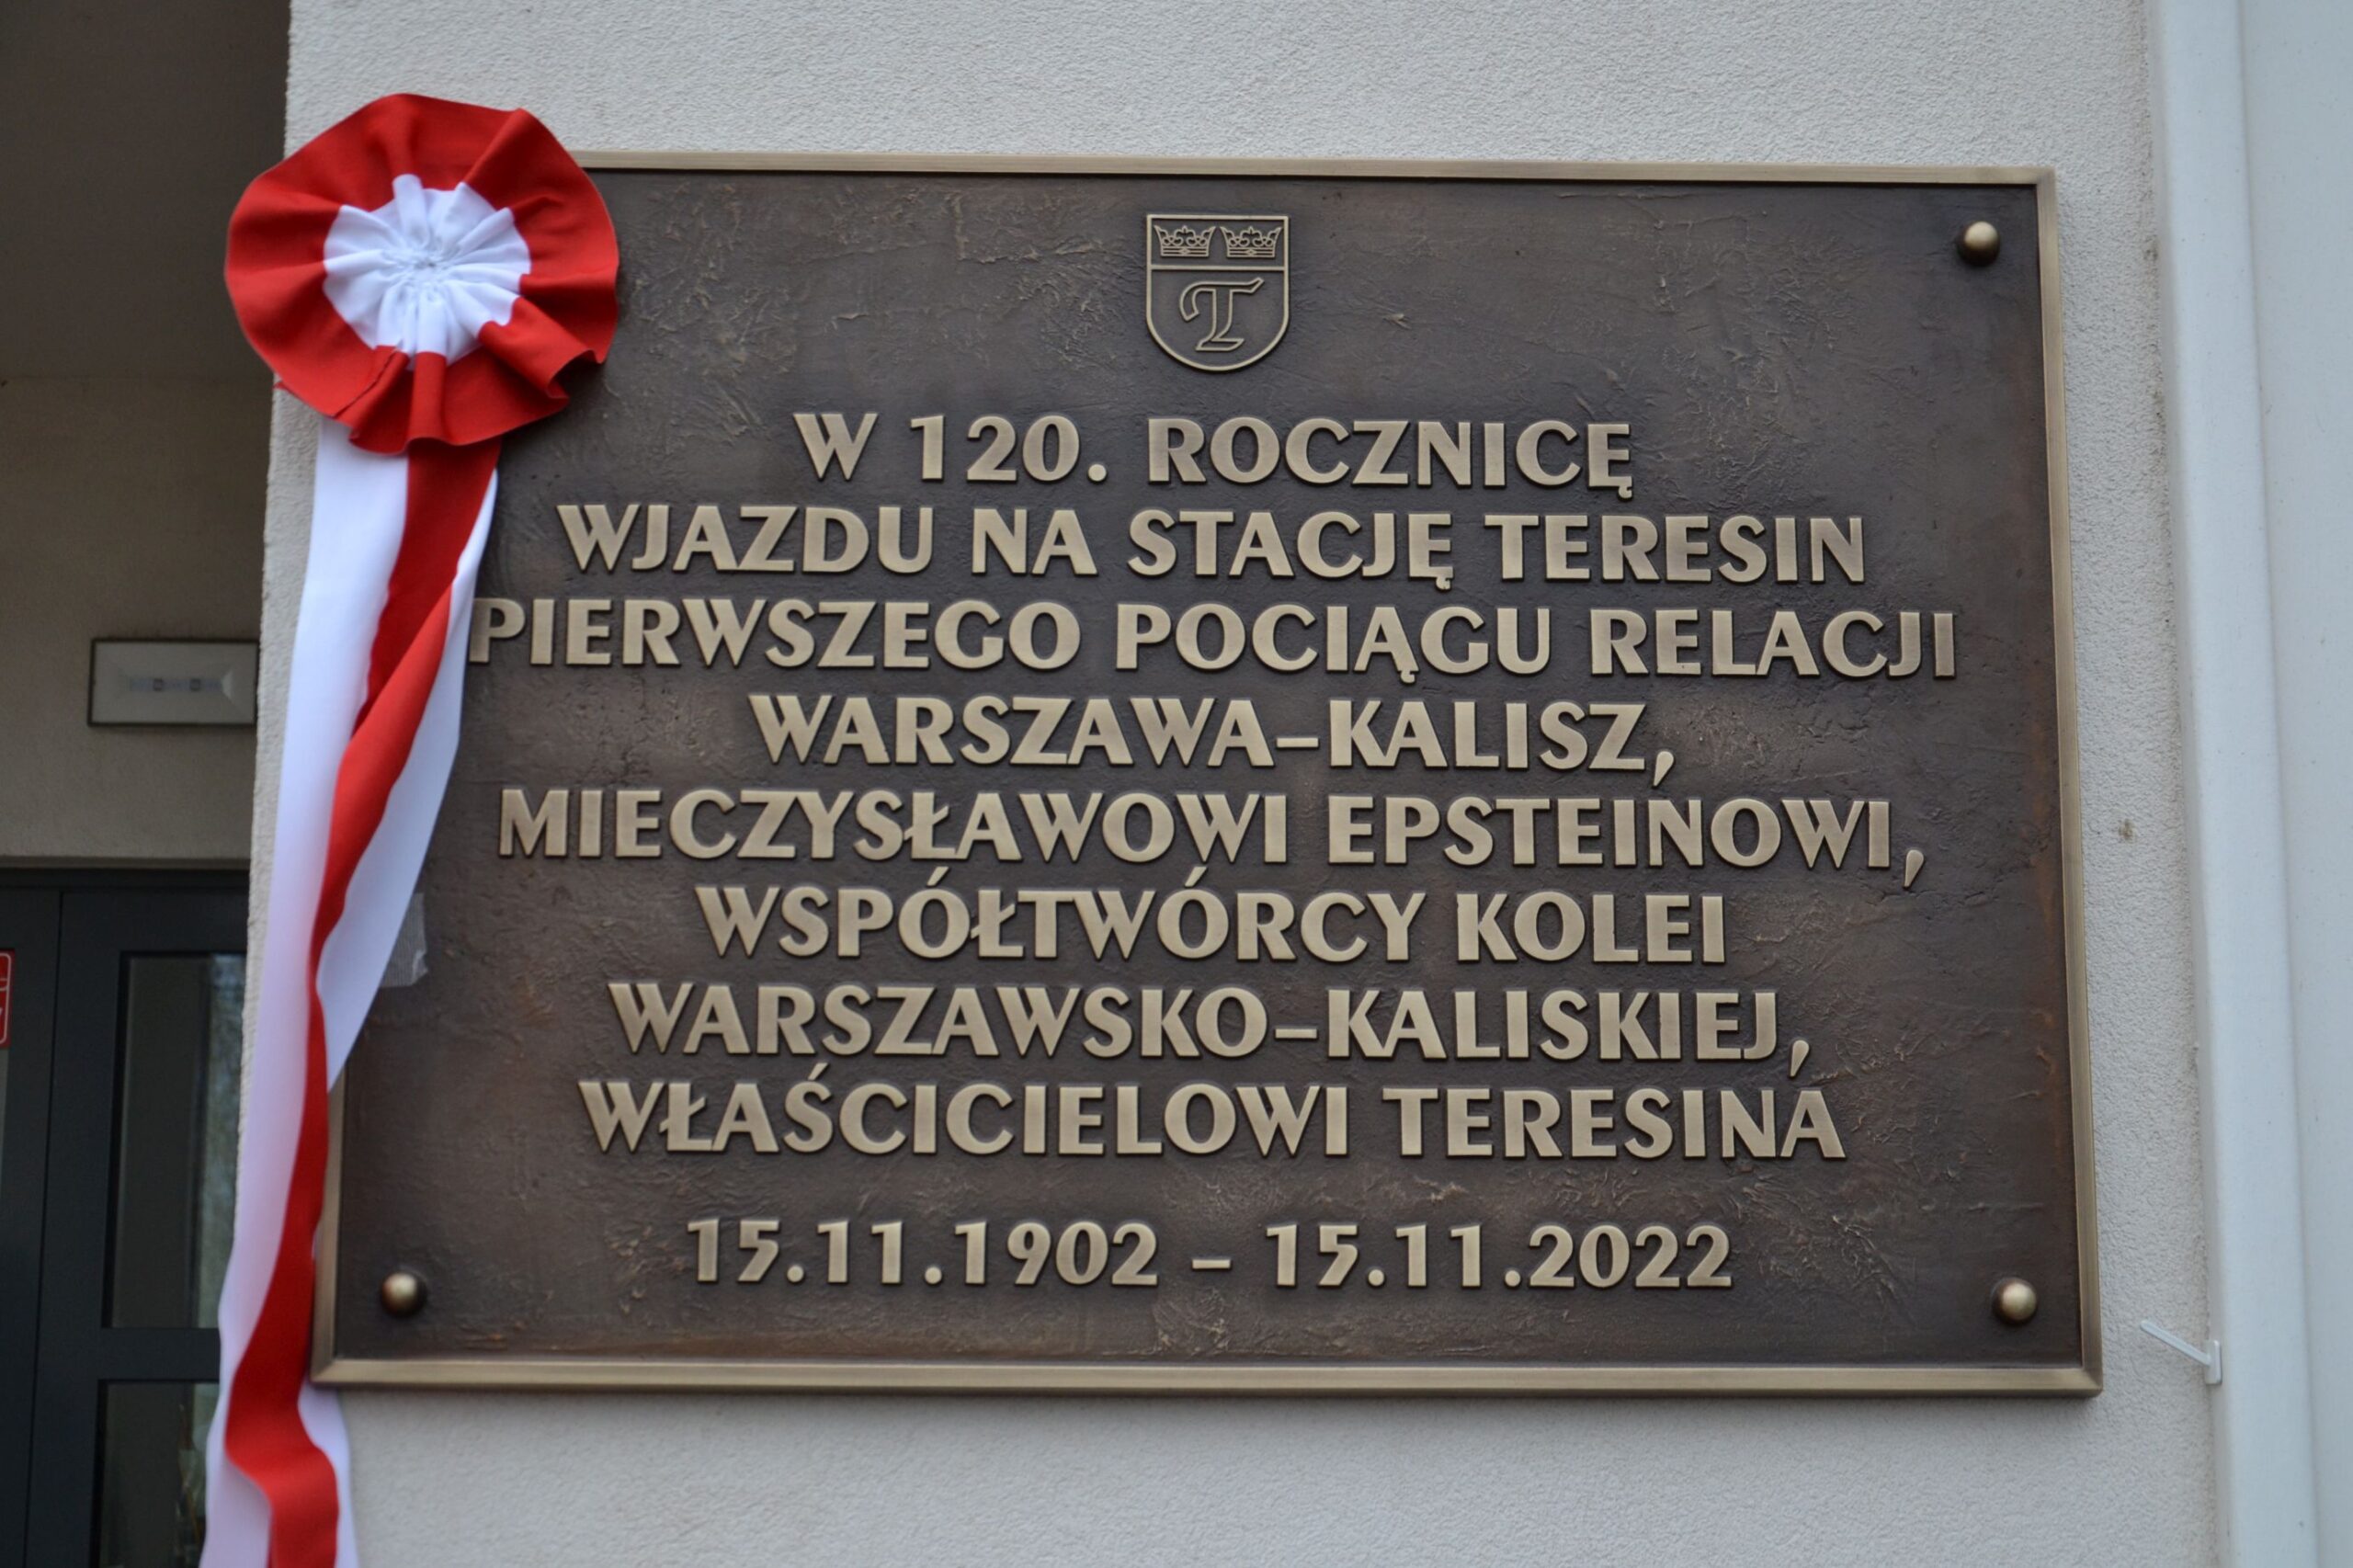 T
W 120. ROCZNICĘ
WJAZDU NA STACJĘ TERESIN
PIERWSZEGO POCIĄGU RELACJI
WARSZAWA–KALISZ,
MIECZYSŁAWOWI EPSTEINOWI,
WSPÓŁTWÓRCY KOLEI
WARSZAWSKO–KALISKIEJ,
WŁAŚCICIELOWI TERESINA
15.11.1902 – 15.11.2022